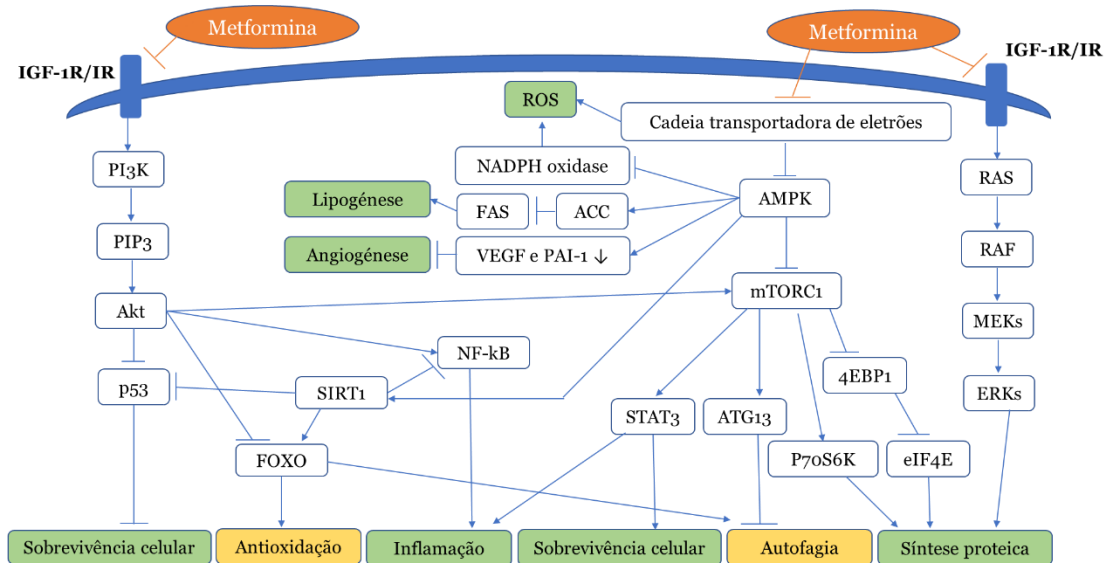 Metformina
Metformina
IGF-1R/IR
IGF-1R/IR
ROS
Cadeia transportadora de eletrões
PI3K
NADPH oxidase
RAS
Lipogénese
FAS
ACC
AMPK
PIP3
Angiogénese
VEGF e PAI-1 ↓
RAF
Akt
mTORC1
MEKs
NF-kB
p53
SIRT1
4EBP1
ERKs
STAT3
ATG13
FOXO
P70S6K
eIF4E
Sobrevivência celular
Antioxidação
Inflamação
Sobrevivência celular
Autofagia
Síntese proteica